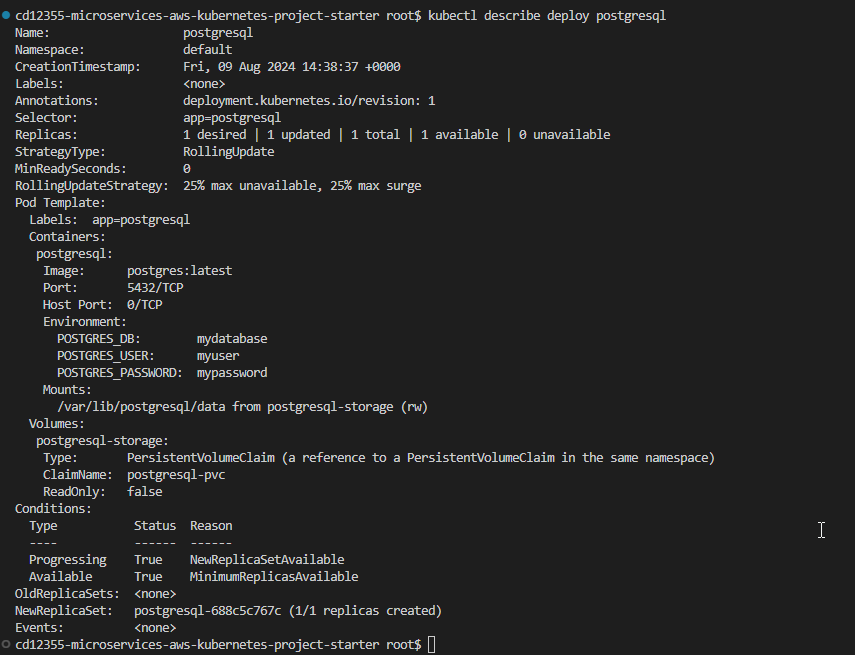 cd12355-microservices-aws-kubernetes-project-starter root$ kubectl describe deploy postgresql
Name:                   postgresql
Namespace:              default
CreationTimestamp:      Fri, 09 Aug 2024 14:38:37 +0000
Labels:                 <none>
Annotations:            deployment.kubernetes.io/revision: 1
Selector:               app=postgresql
Replicas:               1 desired | 1 updated | 1 total | 1 available | 0 unavailable
StrategyType:           RollingUpdate
MinReadySeconds:        0
RollingUpdateStrategy:  25% max unavailable, 25% max surge
Pod Template:
  Labels:  app=postgresql
  Containers:
   postgresql:
    Image:      postgres:latest
    Port:       5432/TCP
    Host Port:  0/TCP
    Environment:
      POSTGRES_DB:        mydatabase
      POSTGRES_USER:      myuser
      POSTGRES_PASSWORD:  mypassword
    Mounts:
      /var/lib/postgresql/data from postgresql-storage (rw)
  Volumes:
   postgresql-storage:
    Type:       PersistentVolumeClaim (a reference to a PersistentVolumeClaim in the same namespace)
    ClaimName:  postgresql-pvc
    ReadOnly:   false
Conditions:
  Type           Status  Reason
  ----           ------  ------
  Progressing    True    NewReplicaSetAvailable
  Available      True    MinimumReplicasAvailable
OldReplicaSets:  <none>
NewReplicaSet:   postgresql-688c5c767c (1/1 replicas created)
Events:          <none>
cd12355-microservices-aws-kubernetes-project-starter root$